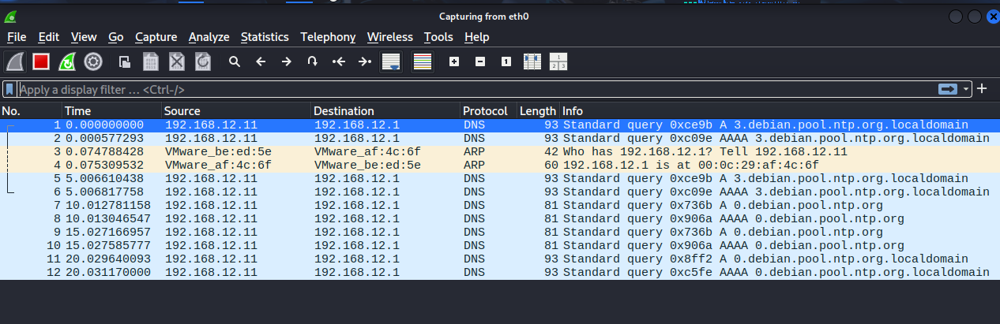 Capturing from eth0
File Edit View Go Capture Analyze Statistics Telephony Wireless Tools Help
Apply a display filter … <Ctrl-/>
No. Time Source Destination Protocol Length Info
1 0.000000000 192.168.12.11 192.168.12.1 DNS 93 Standard query 0xce9b A 3.debian.pool.ntp.org.localdomain
2 0.000577293 192.168.12.11 192.168.12.1 DNS 93 Standard query 0xc09e AAAA 3.debian.pool.ntp.org.localdomain
3 0.074788428 VMware_be:ed:5e VMware_af:4c:6f ARP 42 Who has 192.168.12.1? Tell 192.168.12.11
4 0.075309532 VMware_af:4c:6f VMware_be:ed:5e ARP 60 192.168.12.1 is at 00:0c:29:af:4c:6f
5 5.006610438 192.168.12.11 192.168.12.1 DNS 93 Standard query 0xce9b A 3.debian.pool.ntp.org.localdomain
6 5.006817758 192.168.12.11 192.168.12.1 DNS 93 Standard query 0xc09e AAAA 3.debian.pool.ntp.org.localdomain
7 10.012781158 192.168.12.11 192.168.12.1 DNS 81 Standard query 0x736b A 0.debian.pool.ntp.org
8 10.013046547 192.168.12.11 192.168.12.1 DNS 81 Standard query 0x906a AAAA 0.debian.pool.ntp.org
9 15.027166957 192.168.12.11 192.168.12.1 DNS 81 Standard query 0x736b A 0.debian.pool.ntp.org
10 15.027585777 192.168.12.11 192.168.12.1 DNS 81 Standard query 0x906a AAAA 0.debian.pool.ntp.org
11 20.029640093 192.168.12.11 192.168.12.1 DNS 93 Standard query 0x8ff2 A 0.debian.pool.ntp.org.localdomain
12 20.031170000 192.168.12.11 192.168.12.1 DNS 93 Standard query 0xc5fe AAAA 0.debian.pool.ntp.org.localdomain